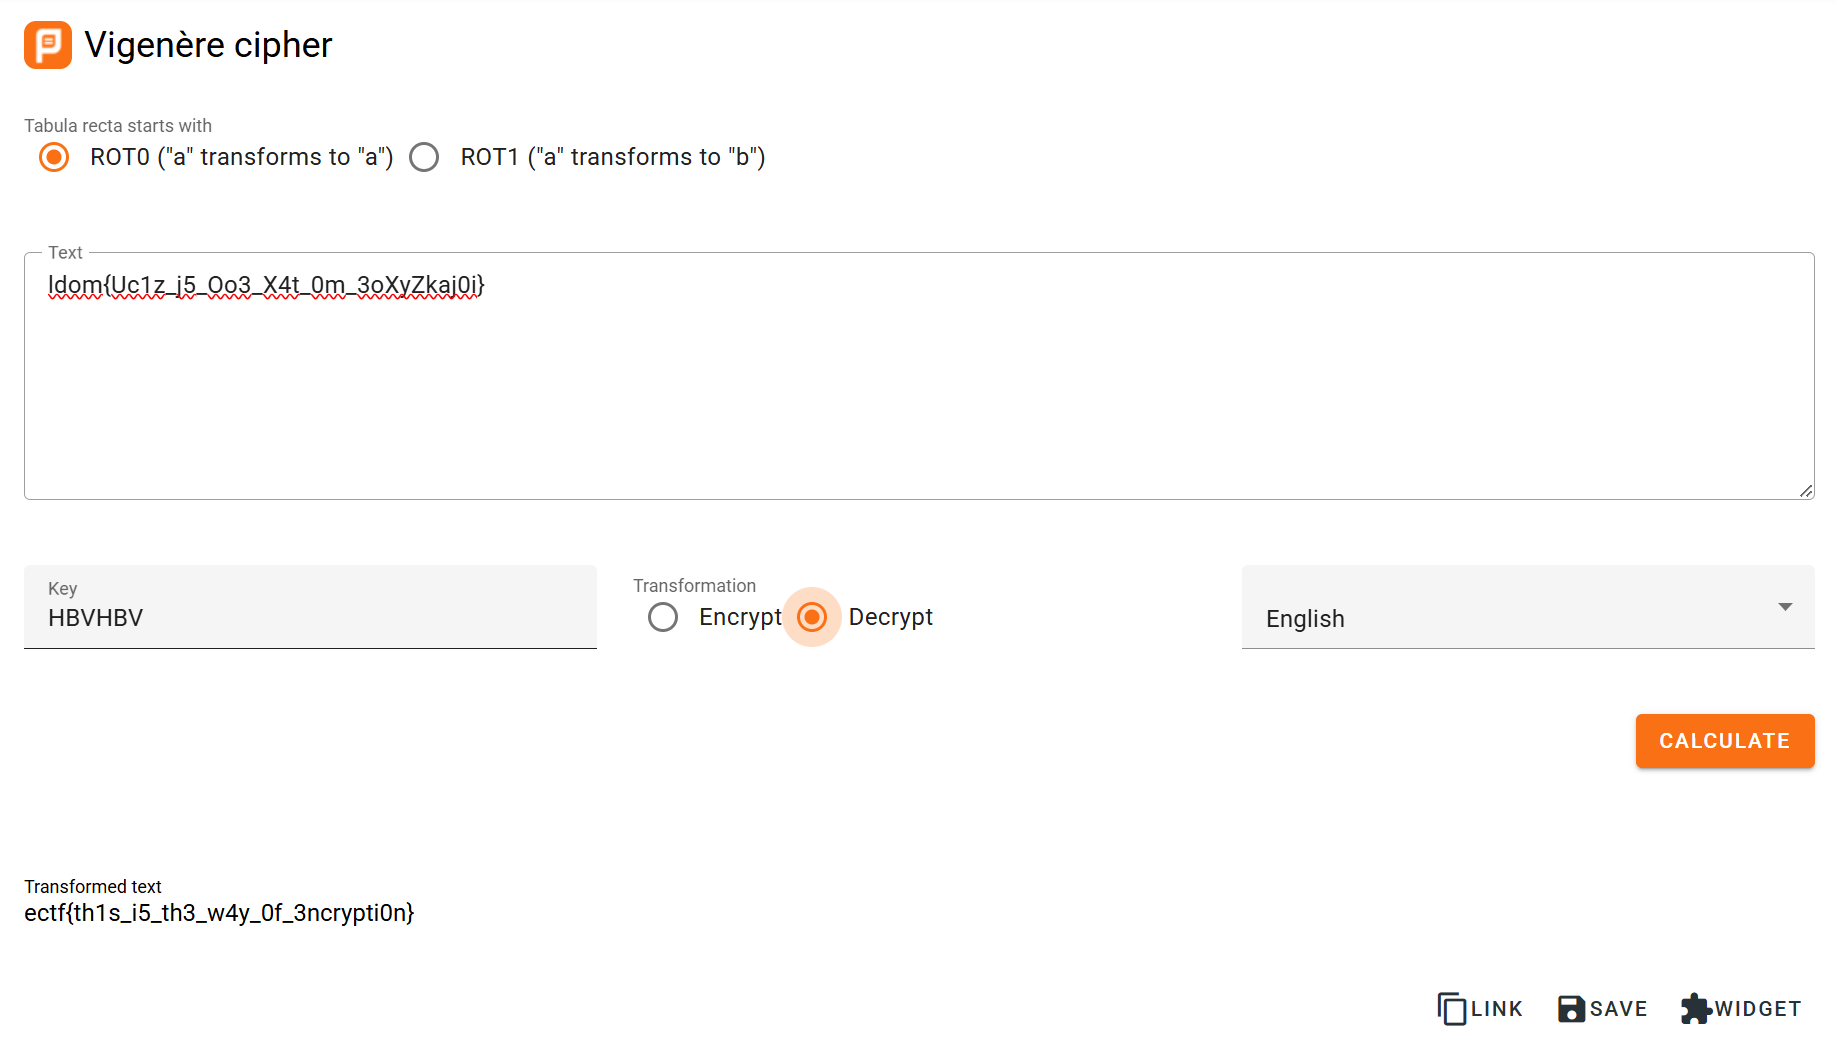 Vigenère cipher
Tabula recta starts with
ROT0 ("a" transforms to "a") ROT1 ("a" transforms to "b")
Text
ldom{Uc1z_j5_Oo3_X4t_0m_3oXyZkaj0i}
Key
HBVHBV
Transformation
Encrypt Decrypt
English
CALCULATE
Transformed text
ectf{th1s_i5_th3_w4y_0f_3ncrypti0n}
LINK SAVE WIDGET